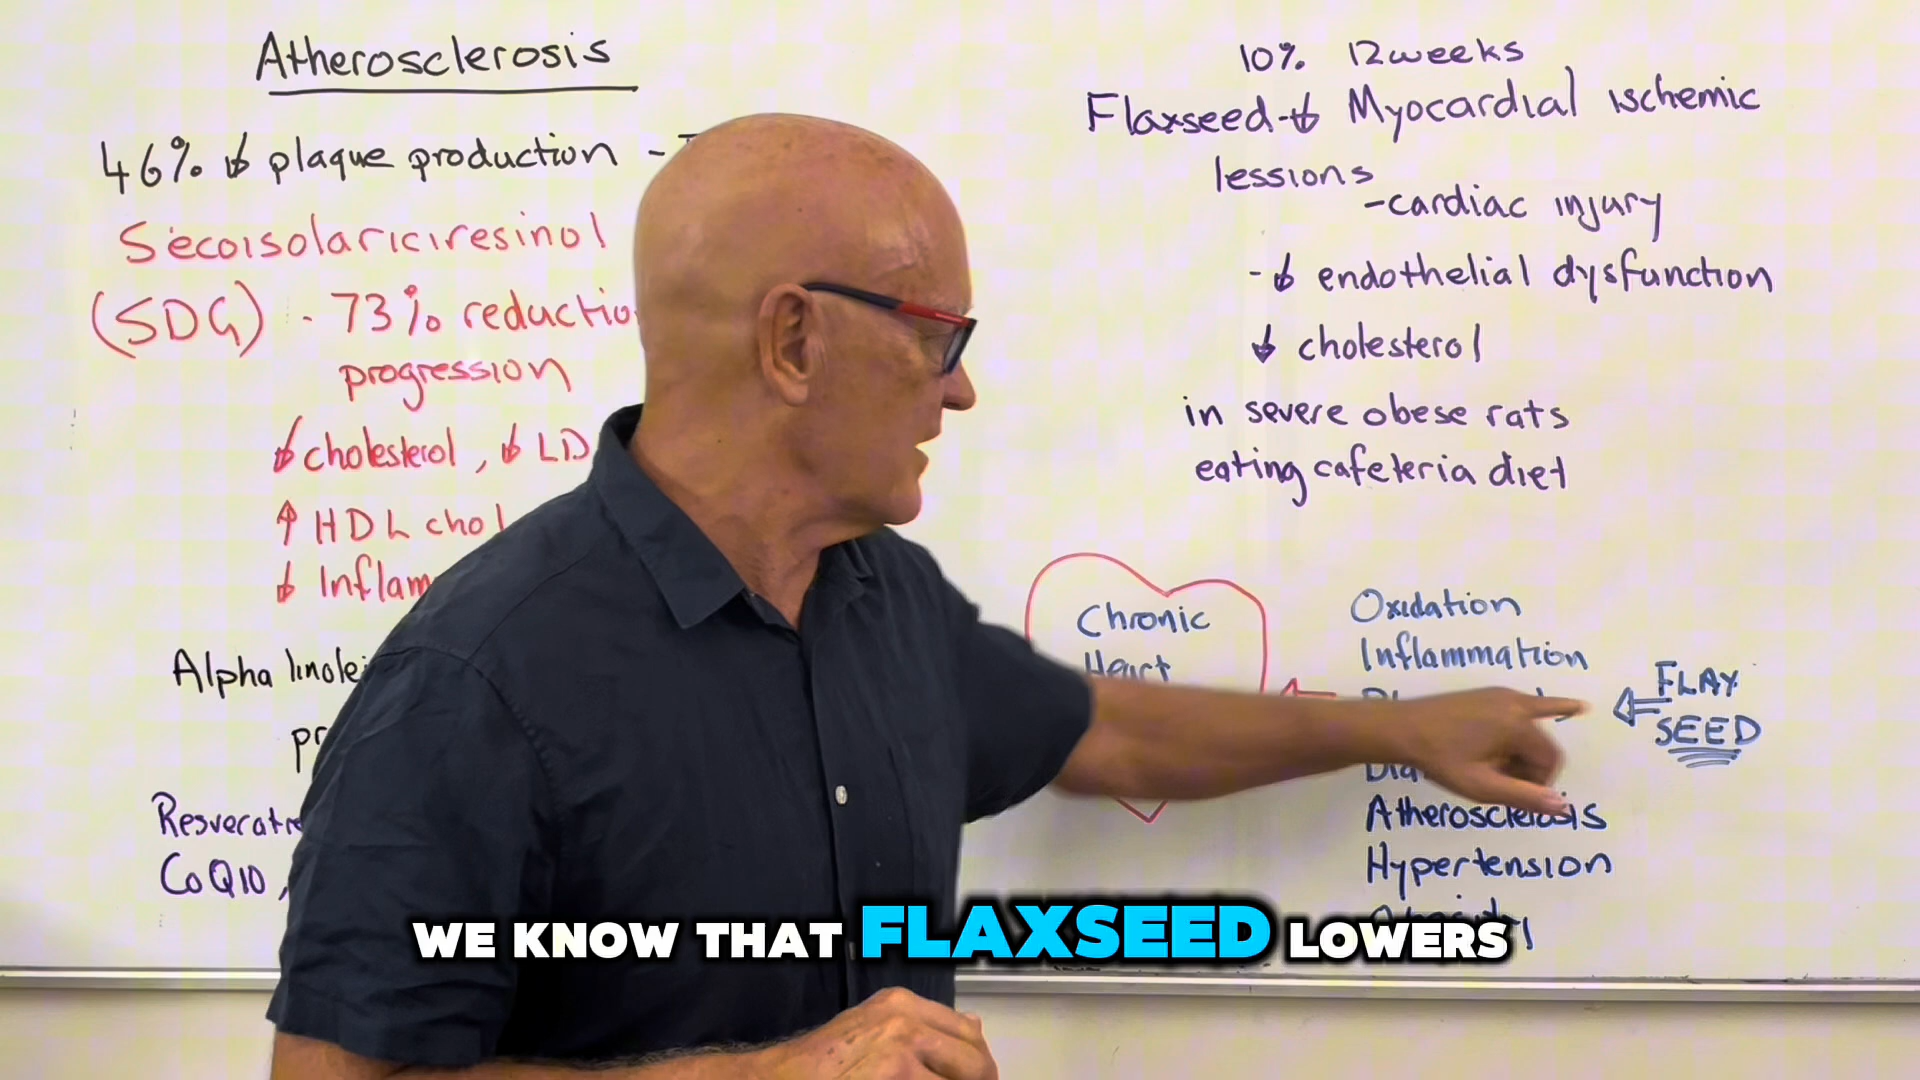 Atherosclerosis
46% ↓ plaque production -
Secoisolariciresinol
(SDG) - 73% reductio
progression
↓ cholesterol, ↓ LD
↑ HDL chol
↓ Inflam
Alpha linole
pr
Resverat
CoQ10,
10% 12weeks
Flaxseed-↓ Myocardial ischemic
lessions
-cardiac injury
-↓ endothelial dysfunction
↓ cholesterol
in severe obese rats
eating cafeteria diet
Chronic
Heart
Oxidation
Inflammation
Atherosclerosis
Hypertension
FLAX
SEED
WE KNOW THAT FLAXSEED LOWERS